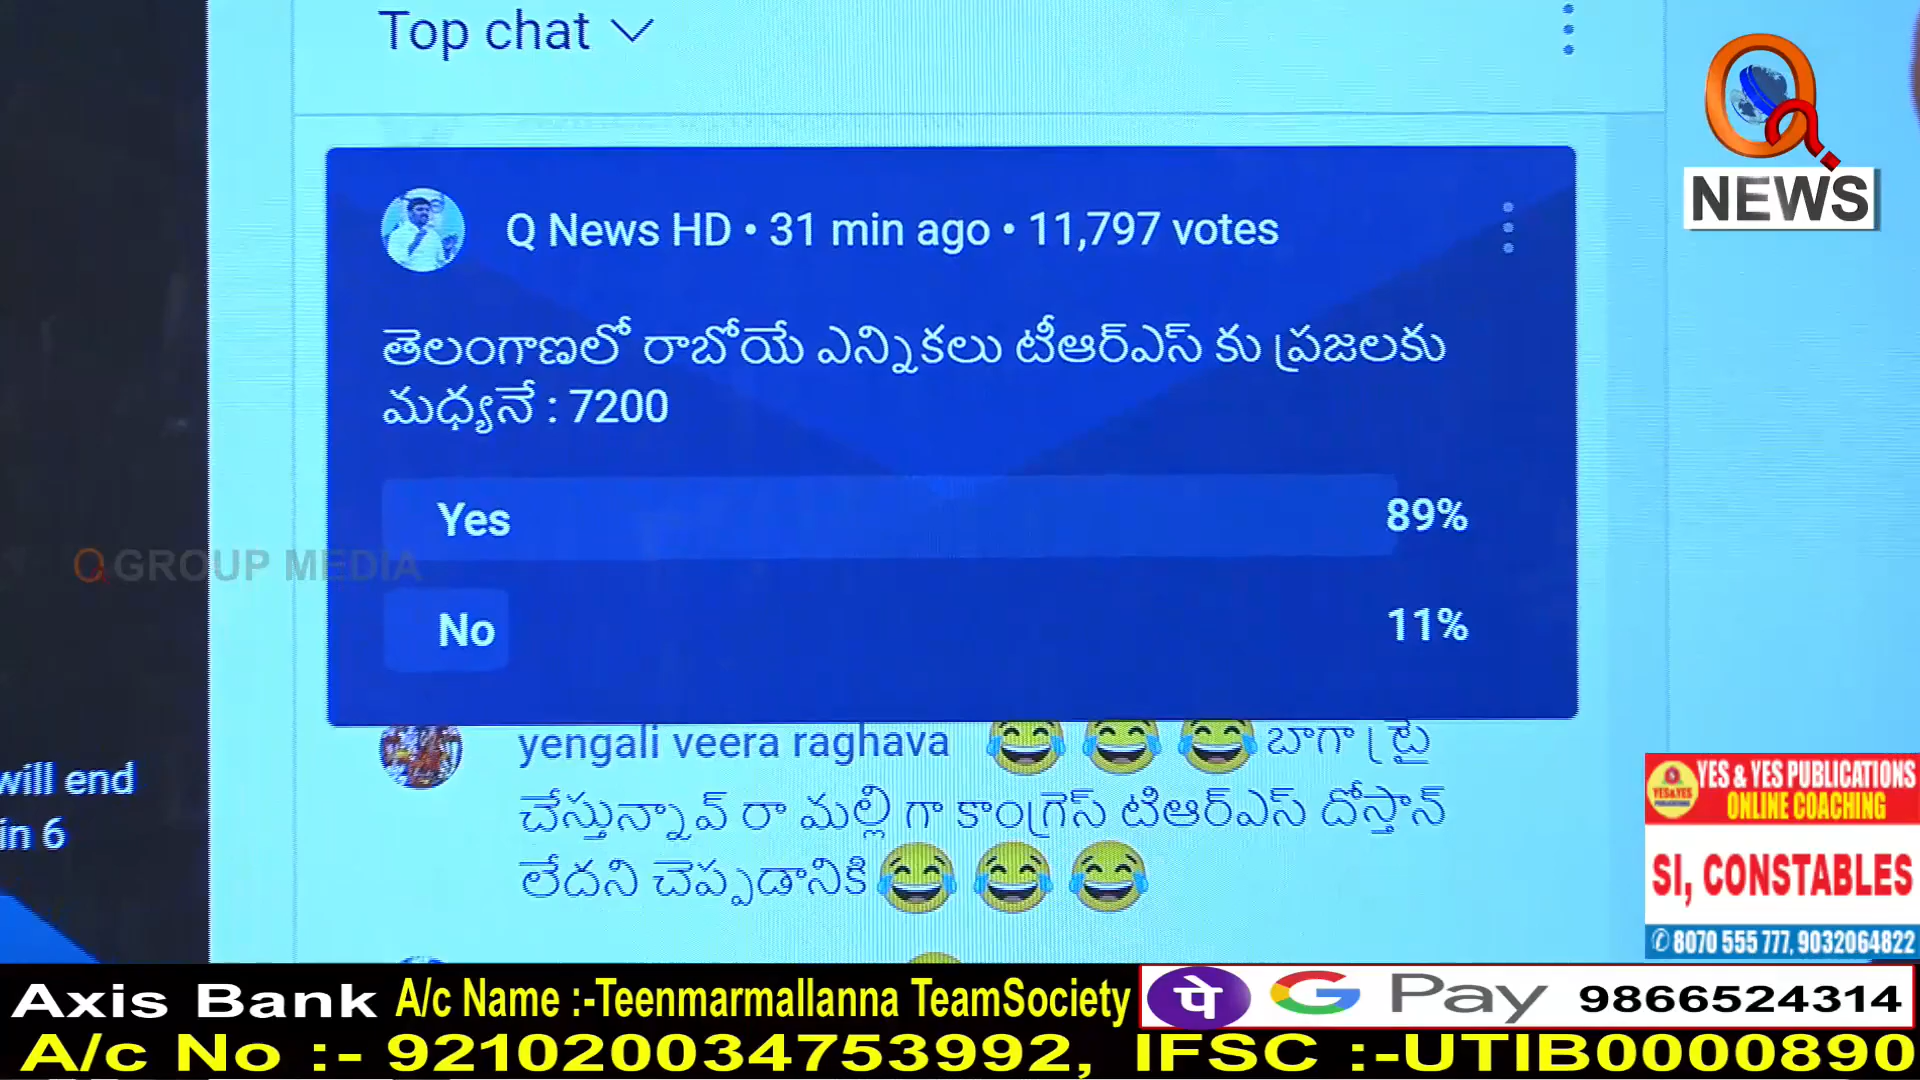 Top chat
NEWS
Q News HD • 31 min ago • 11,797 votes
తెలంగాణలో రాబోయే ఎన్నికలు టీఆర్ఎస్ కు ప్రజలకు
మధ్యనే : 7200
Yes 89%
No 11%
Q GROUP MEDIA
yengali veera raghava 😂😂😂బాగా ట్రై
చేస్తున్నావ్ రా మల్లి గా కాంగ్రెస్ టిఆర్ఎస్ దోస్తాన్
లేదని చెప్పడానికి😂😂😂
will end
in 6
YES & YES PUBLICATIONS
ONLINE COACHING
SI, CONSTABLES
8070 555 777, 9032064822
Axis Bank A/c Name :-Teenmarmallanna TeamSociety
पे G Pay 9866524314
A/c No :- 921020034753992, IFSC :-UTIB0000890